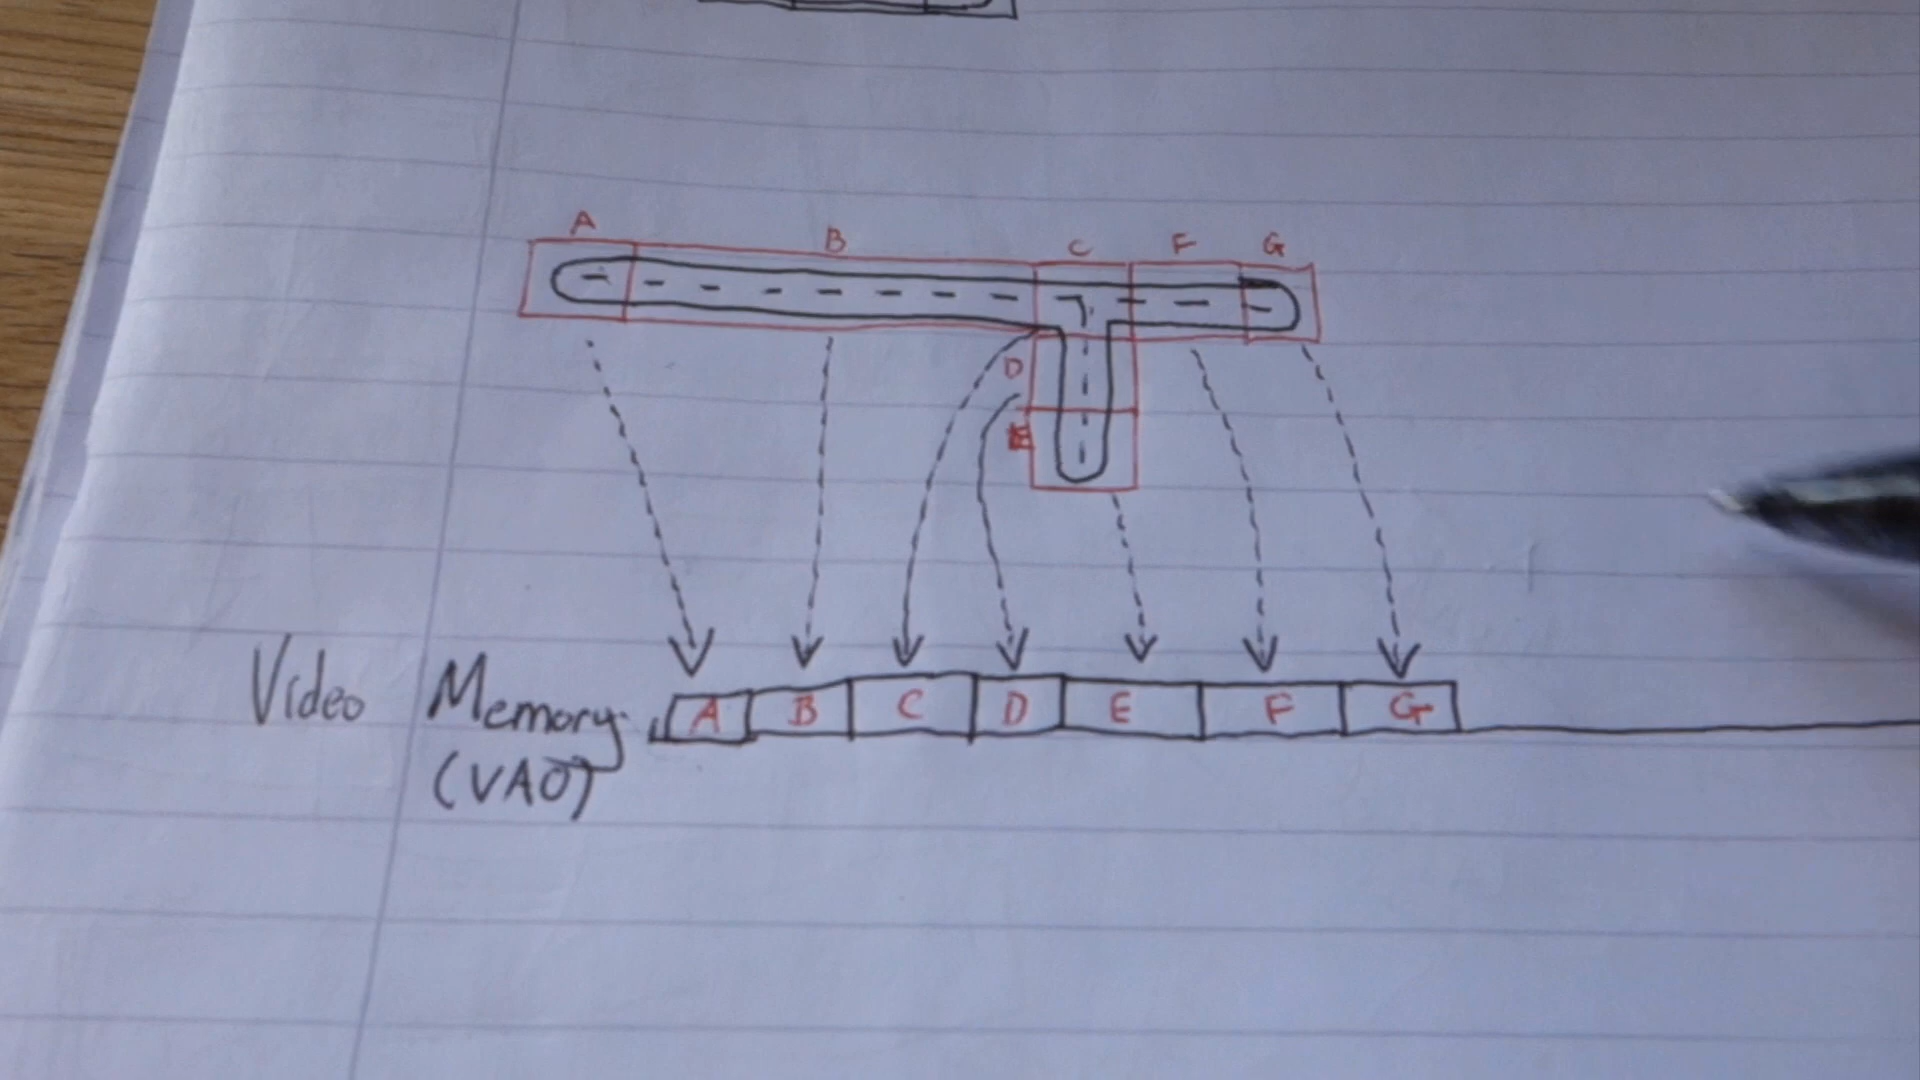 A B C F G
D
E
Video Memory A B C D E F G
(VAO)